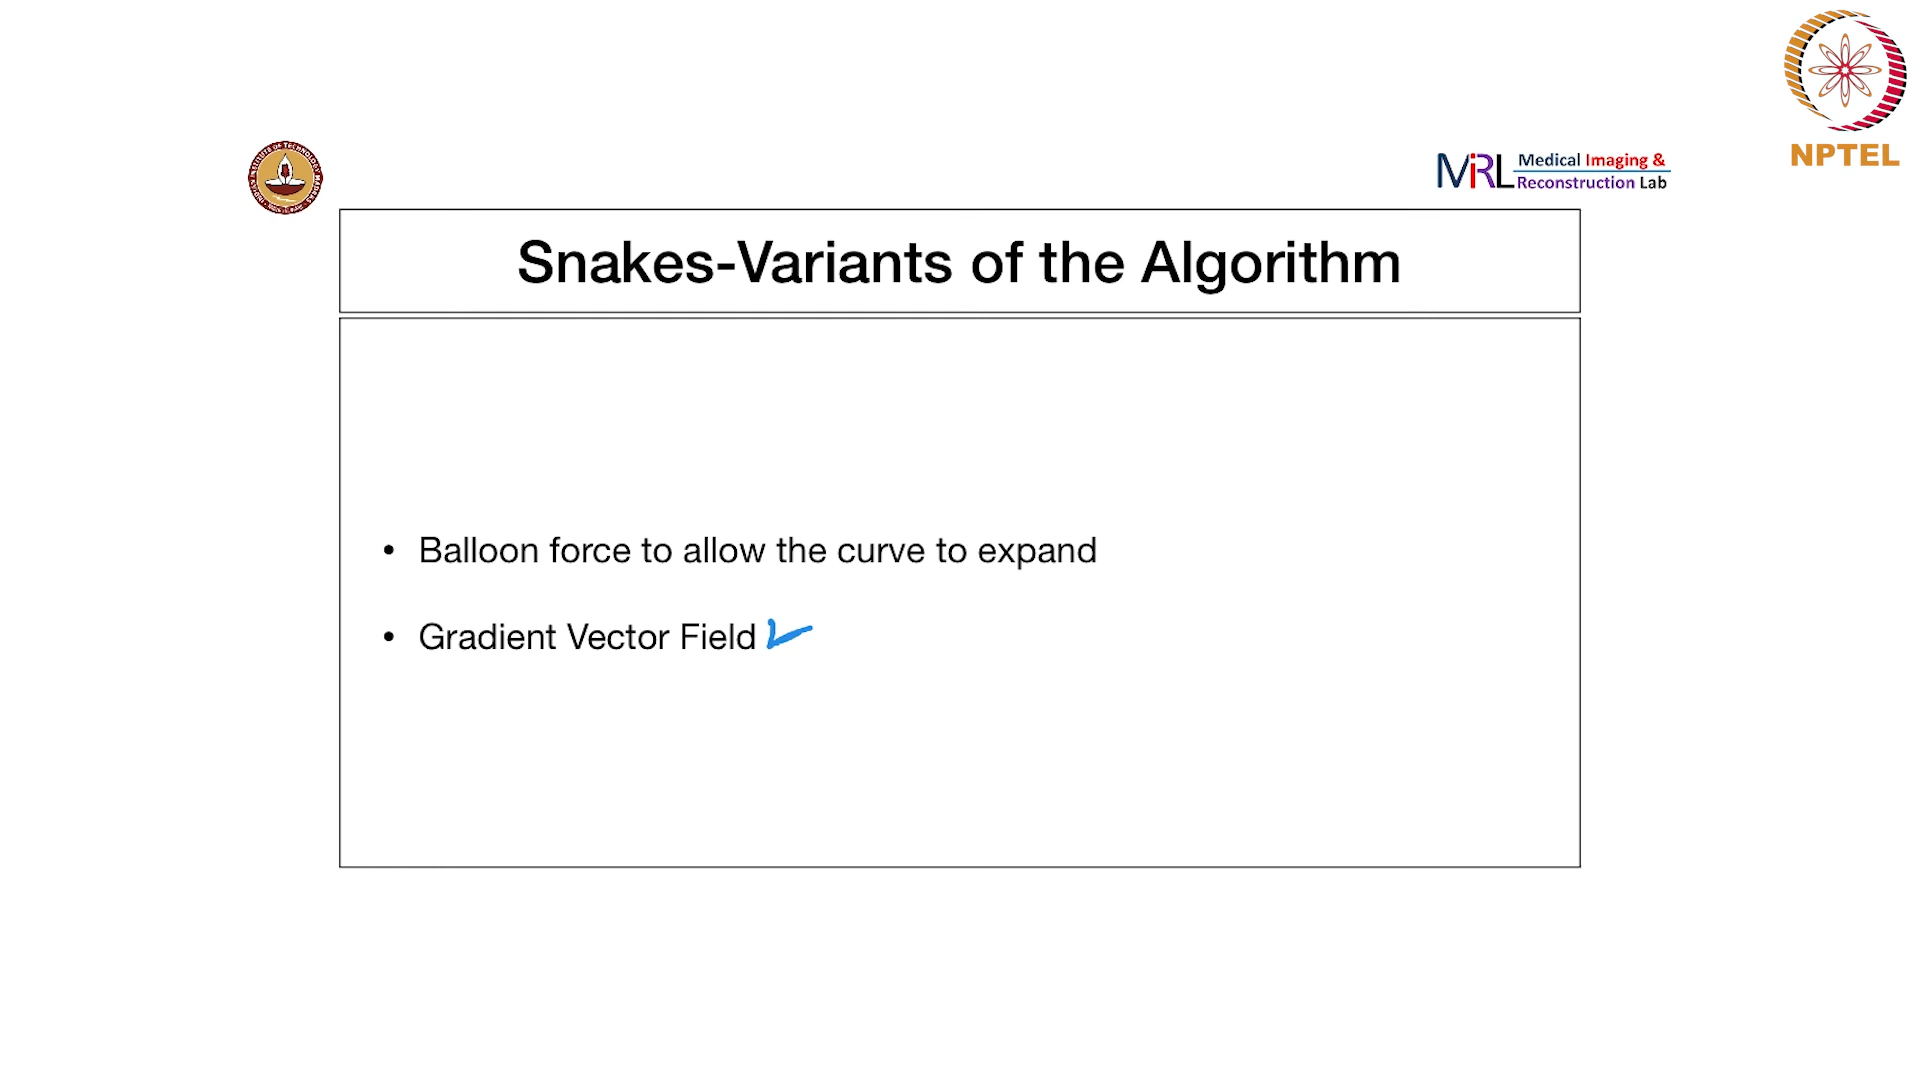 NPTEL
MIRL Medical Imaging &
Reconstruction Lab
Snakes-Variants of the Algorithm
• Balloon force to allow the curve to expand
• Gradient Vector Field